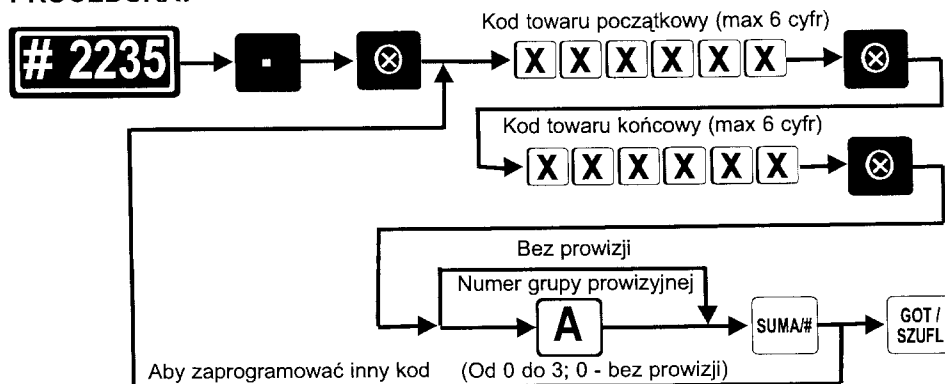 Kod towaru początkowy (max 6 cyfr)
# 2235 . ⊗ X X X X X X ⊗
Kod towaru końcowy (max 6 cyfr)
X X X X X X ⊗
Bez prowizji
Numer grupy prowizyjnej
A SUMA/# GOT / SZUFL
Aby zaprogramować inny kod (Od 0 do 3; 0 - bez prowizji)